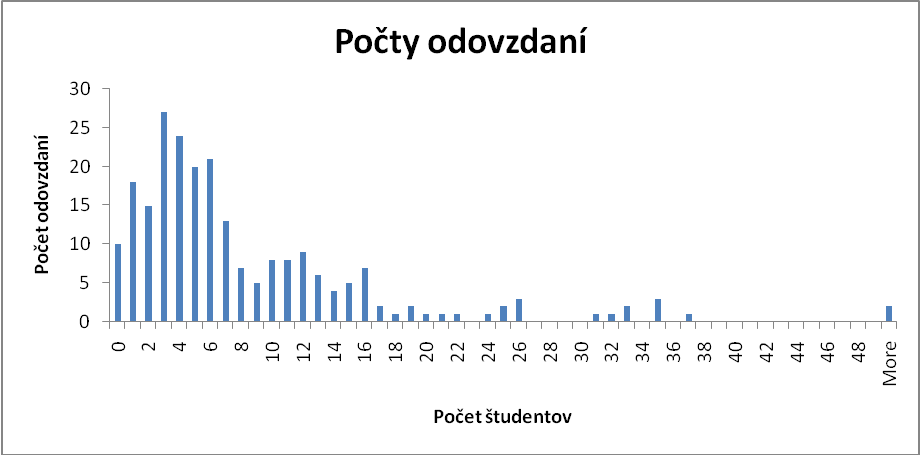 Počty odovzdaní
Počet odovzdaní
30
25
20
15
10
5
0
0 2 4 6 8 10 12 14 16 18 20 22 24 26 28 30 32 34 36 38 40 42 44 46 48 More
Počet študentov